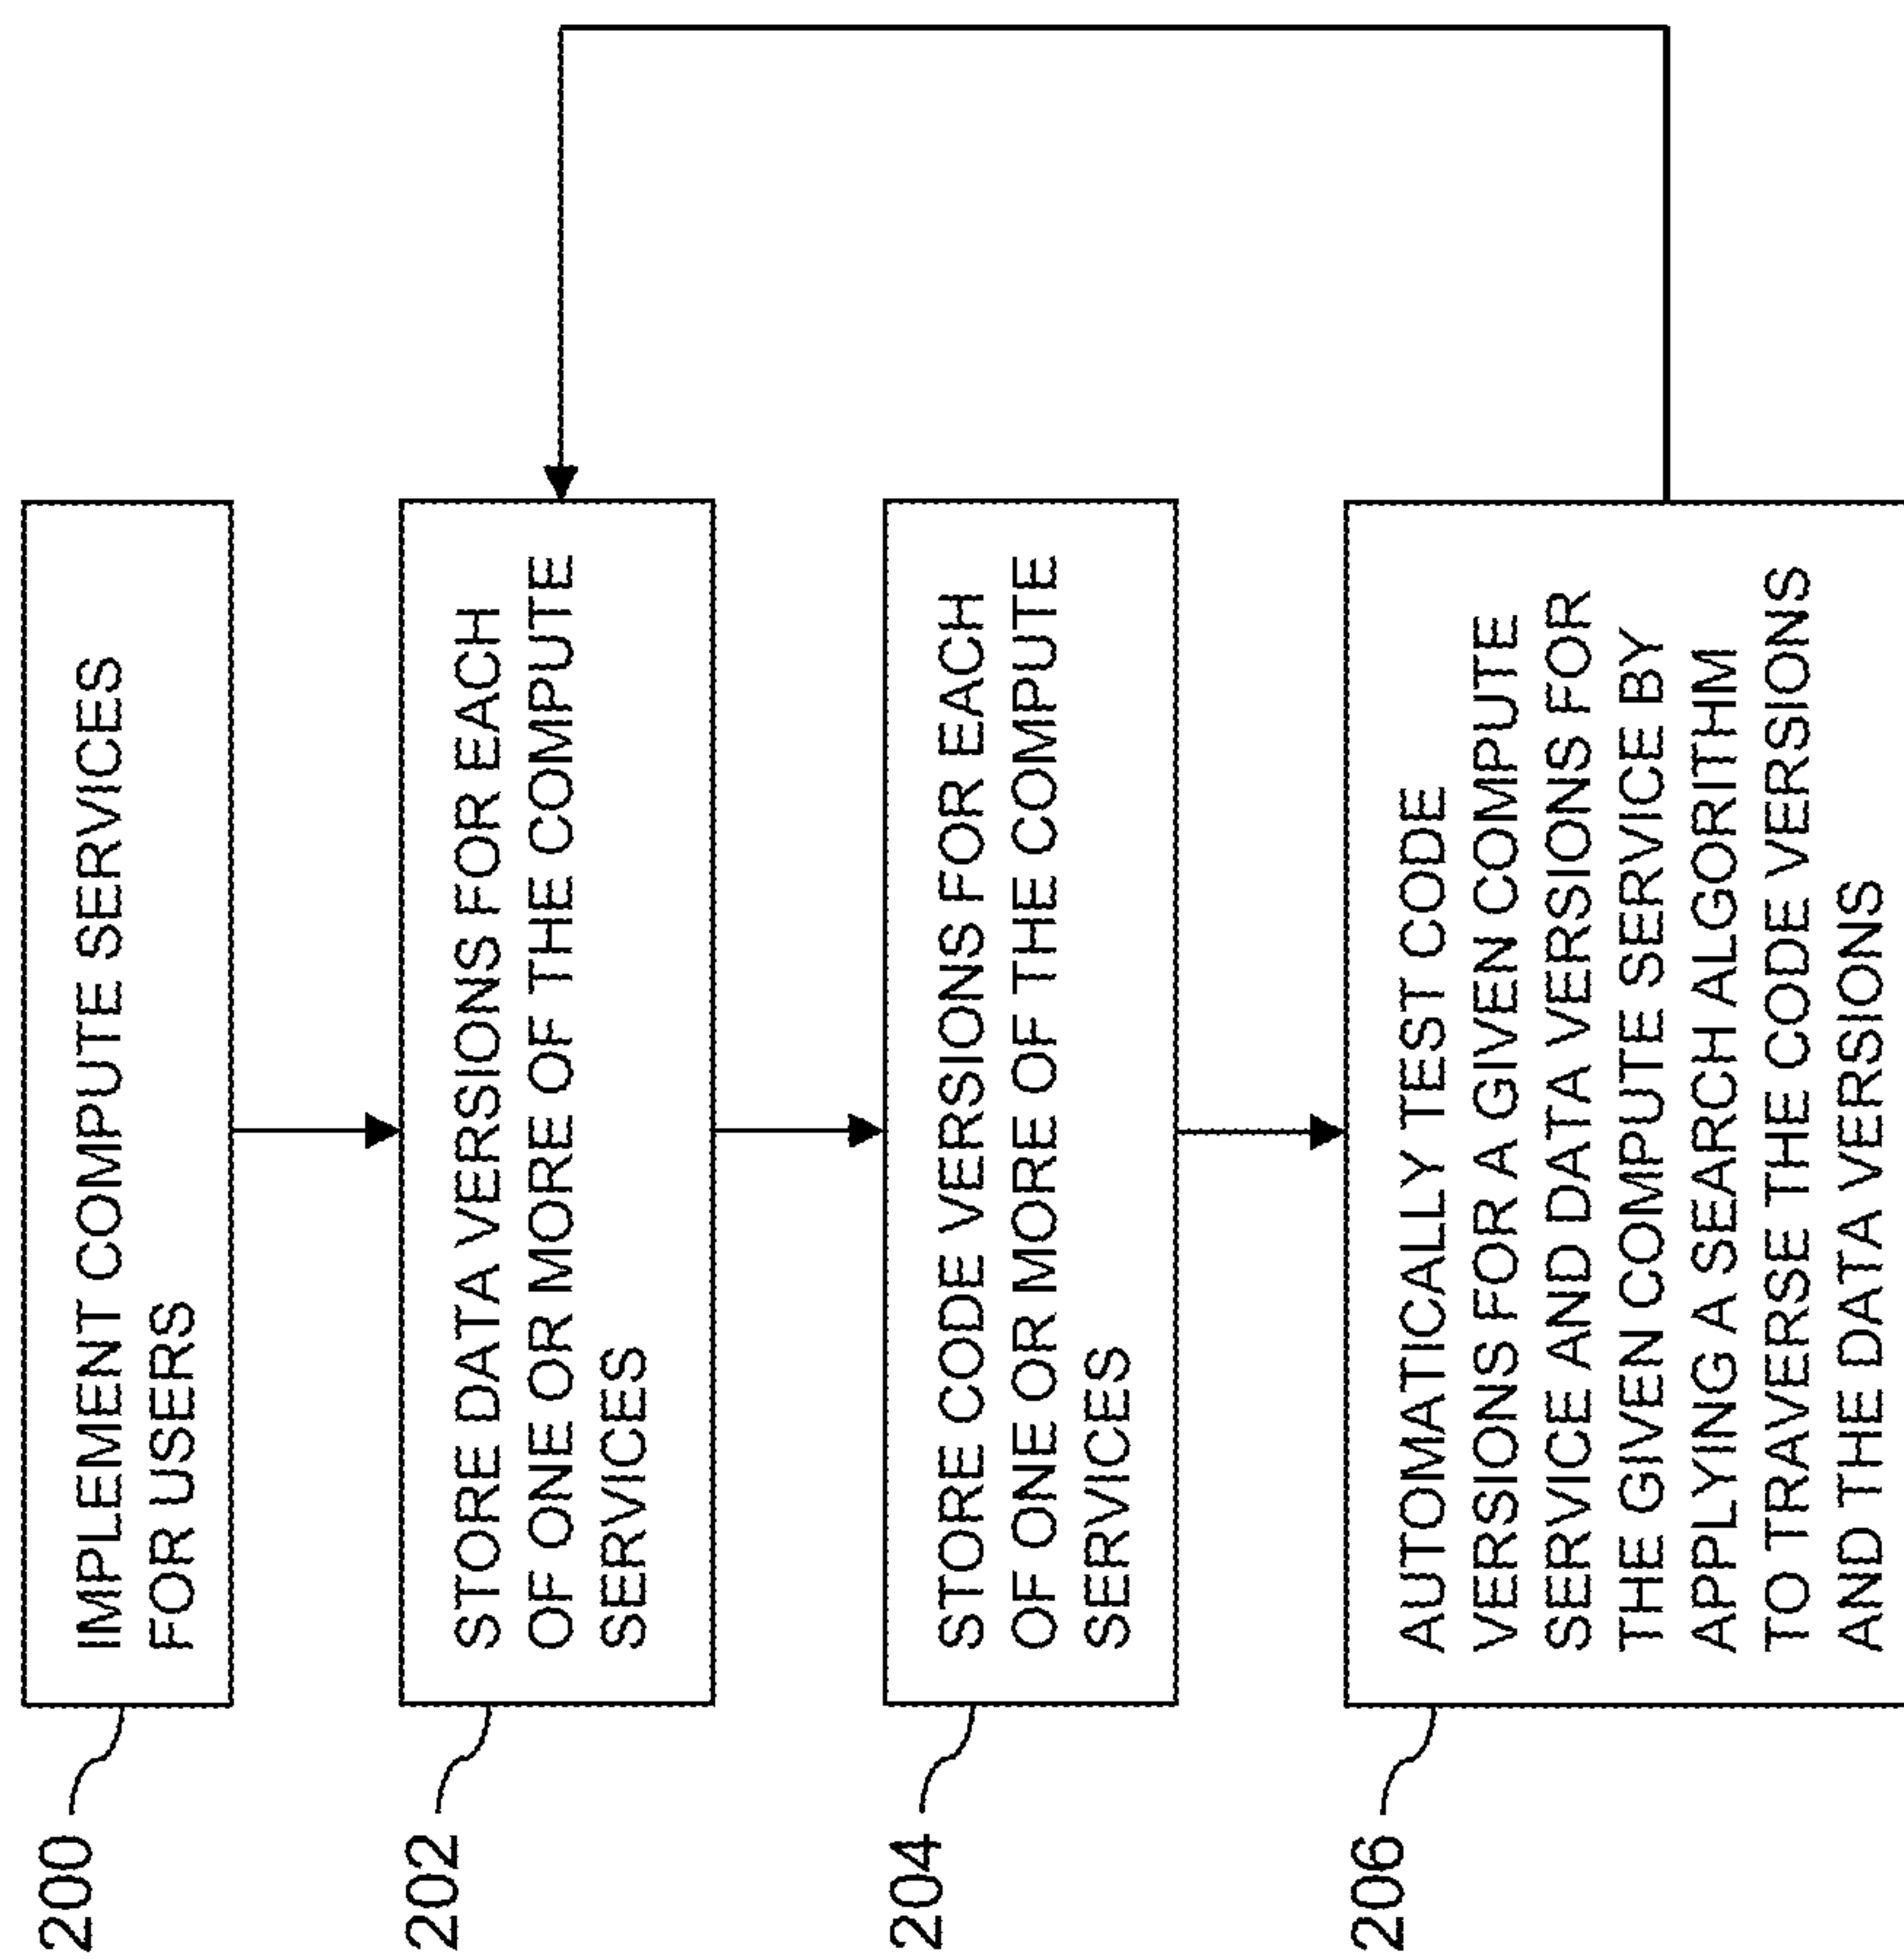 200
IMPLEMENT COMPUTE SERVICES
FOR USERS
202
STORE DATA VERSIONS FOR EACH
OF ONE OR MORE OF THE COMPUTE
SERVICES
204
STORE CODE VERSIONS FOR EACH
OF ONE OR MORE OF THE COMPUTE
SERVICES
206
AUTOMATICALLY TEST CODE
VERSIONS FOR A GIVEN COMPUTE
SERVICE AND DATA VERSIONS FOR
THE GIVEN COMPUTE SERVICE BY
APPLYING A SEARCH ALGORITHM
TO TRAVERSE THE CODE VERSIONS
AND THE DATA VERSIONS